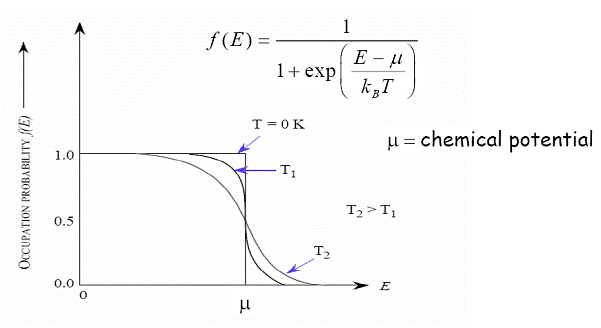 f(E) = 1 / (1 + exp((E − μ) / (k_B T)))
T = 0 K
μ = chemical potential
1.0
T₁
T₂ > T₁
0.5
T₂
0.0
E
0
μ
OCCUPATION PROBABILITY f(E)